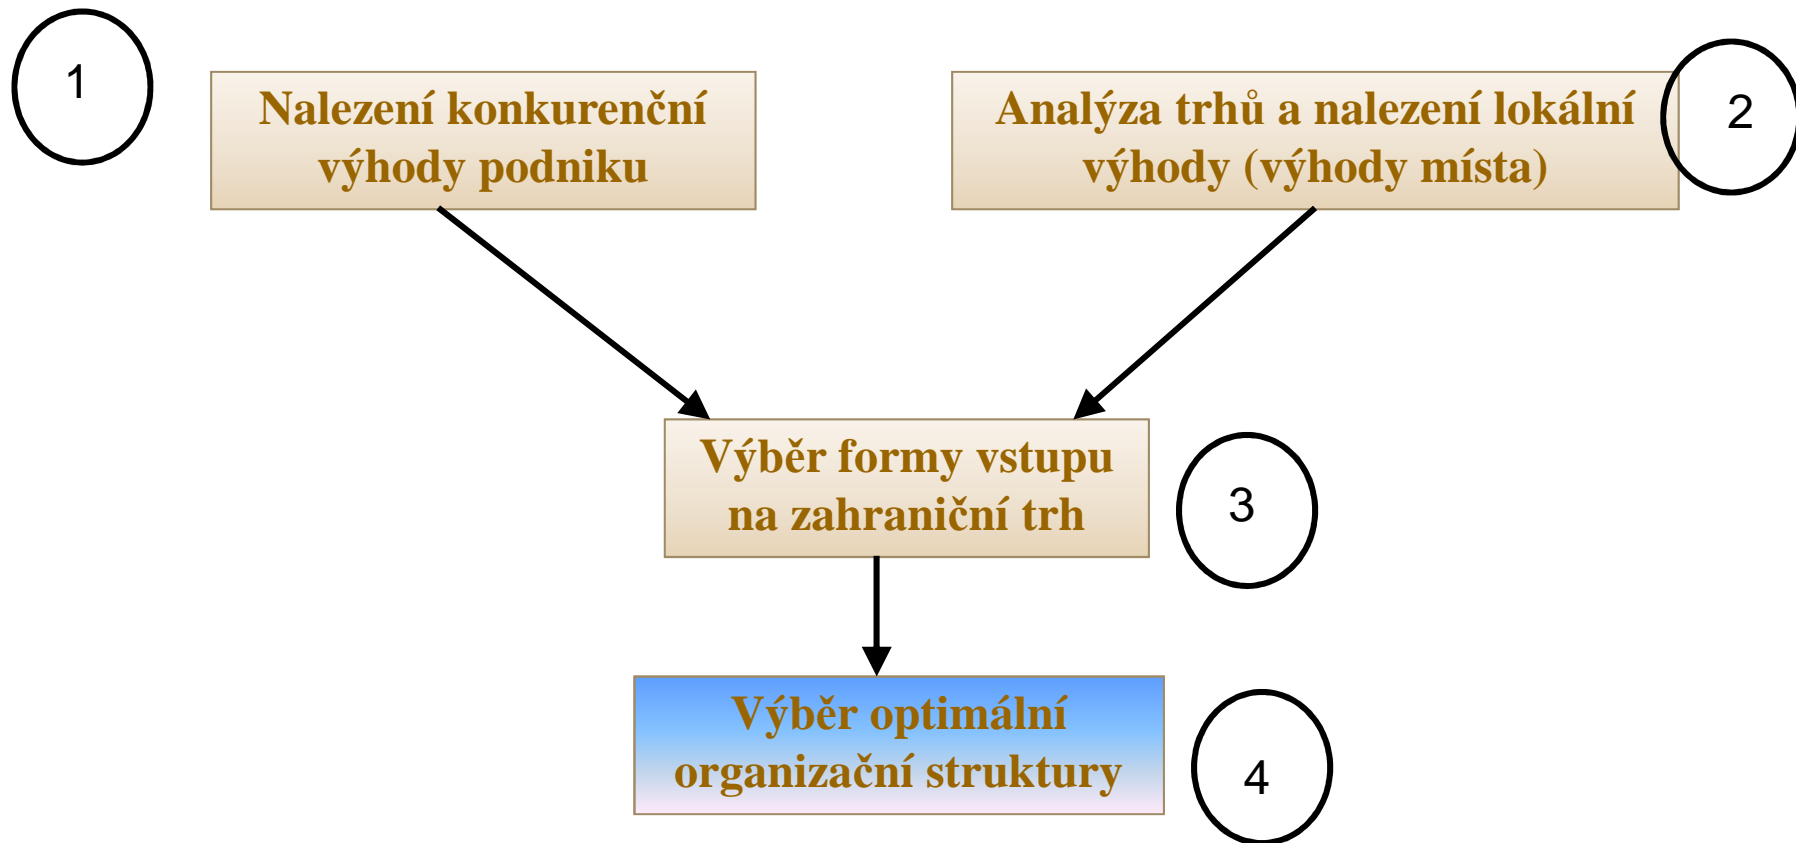 1
Nalezení konkurenční
výhody podniku
Analýza trhů a nalezení lokální
výhody (výhody místa)
2
Výběr formy vstupu
na zahraniční trh
3
Výběr optimální
organizační struktury
4